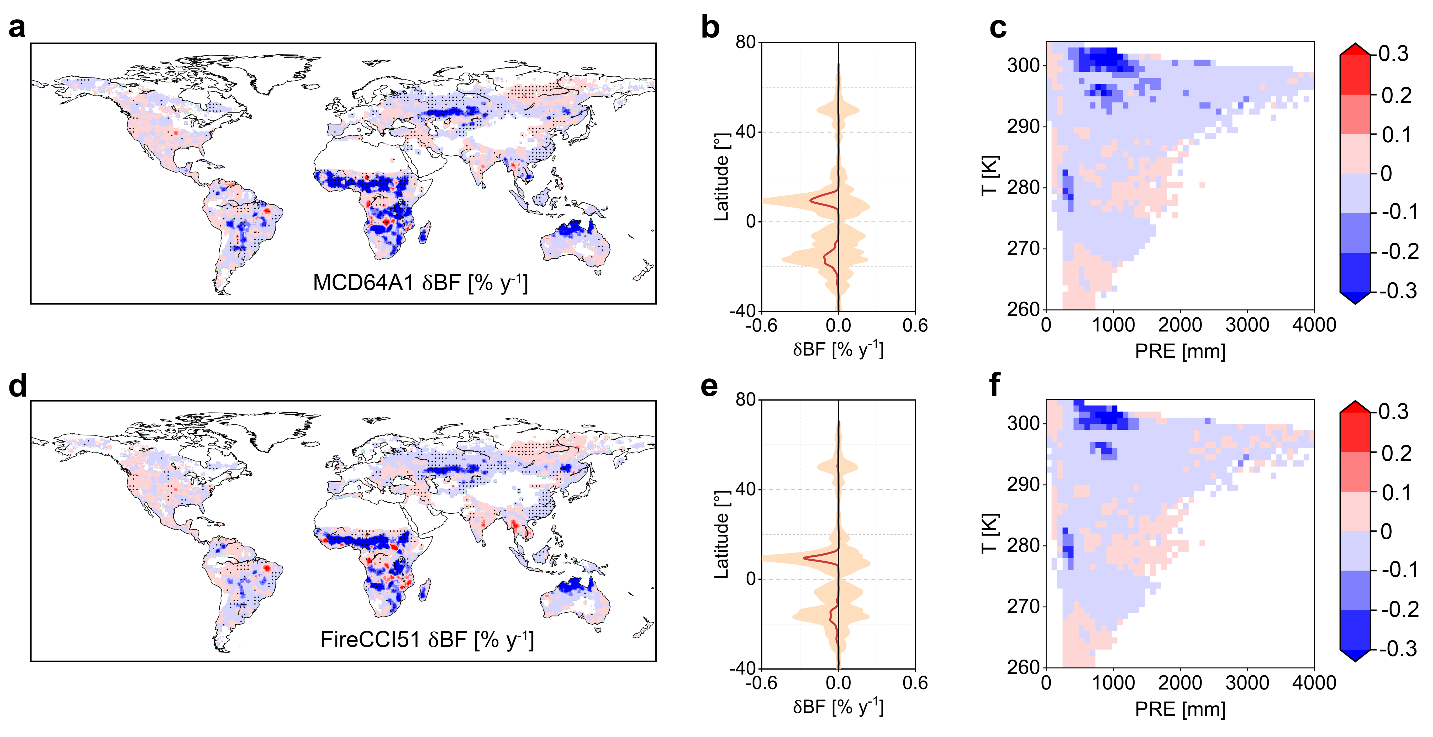 a
MCD64A1 δBF [% y-1]
b
80
40
0
-40
Latitude [°]
-0.6 0.0 0.6
δBF [% y-1]
c
300
290
280
270
260
T [K]
0 1000 2000 3000 4000
PRE [mm]
0.3
0.2
0.1
0
-0.1
-0.2
-0.3
d
FireCCI51 δBF [% y-1]
e
80
40
0
-40
Latitude [°]
-0.6 0.0 0.6
δBF [% y-1]
f
300
290
280
270
260
T [K]
0 1000 2000 3000 4000
PRE [mm]
0.3
0.2
0.1
0
-0.1
-0.2
-0.3